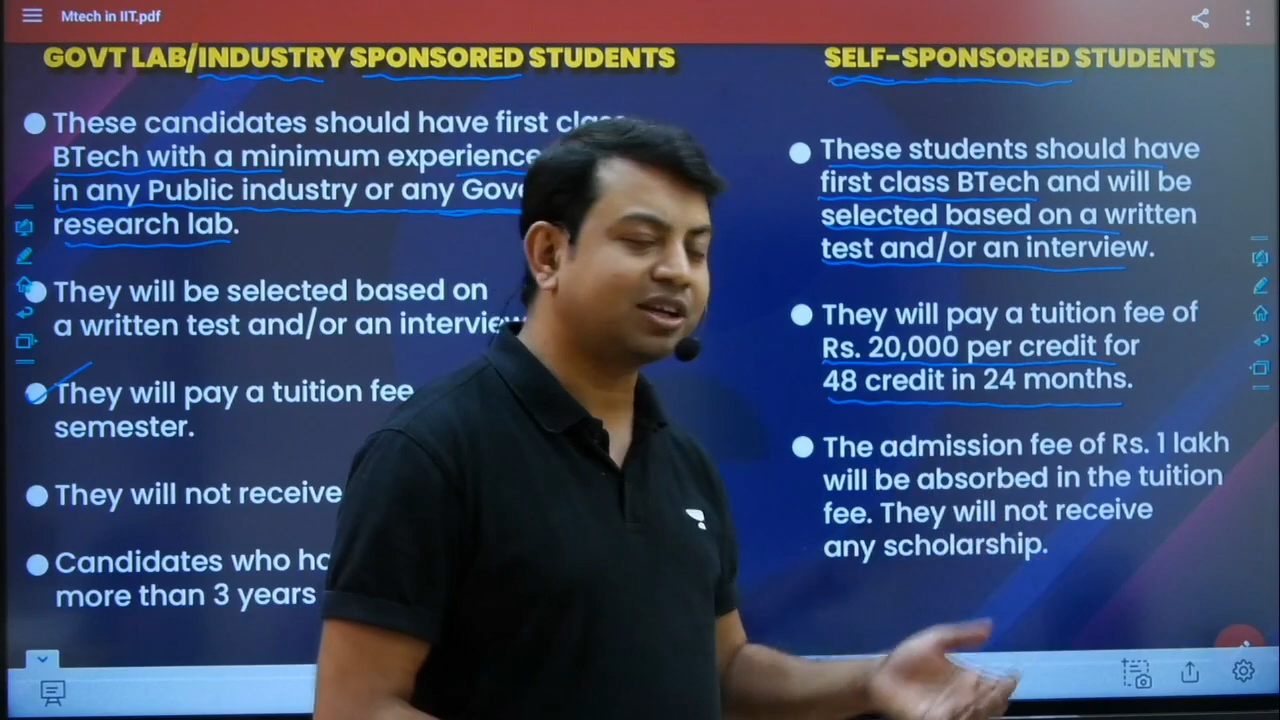 Mtech in IIT.pdf
GOVT LAB/INDUSTRY SPONSORED STUDENTS
These candidates should have first
BTech with a minimum experience
in any Public industry or any
research lab.
They will be selected based on
a written test and/or an interview
They will pay a tuition fee
semester.
They will not receive
Candidates who
more than 3 years
SELF-SPONSORED STUDENTS
These students should have
first class BTech and will be
selected based on a written
test and/or an interview.
They will pay a tuition fee of
Rs. 20,000 per credit for
48 credit in 24 months.
The admission fee of Rs. 1 lakh
will be absorbed in the tuition
fee. They will not receive
any scholarship.